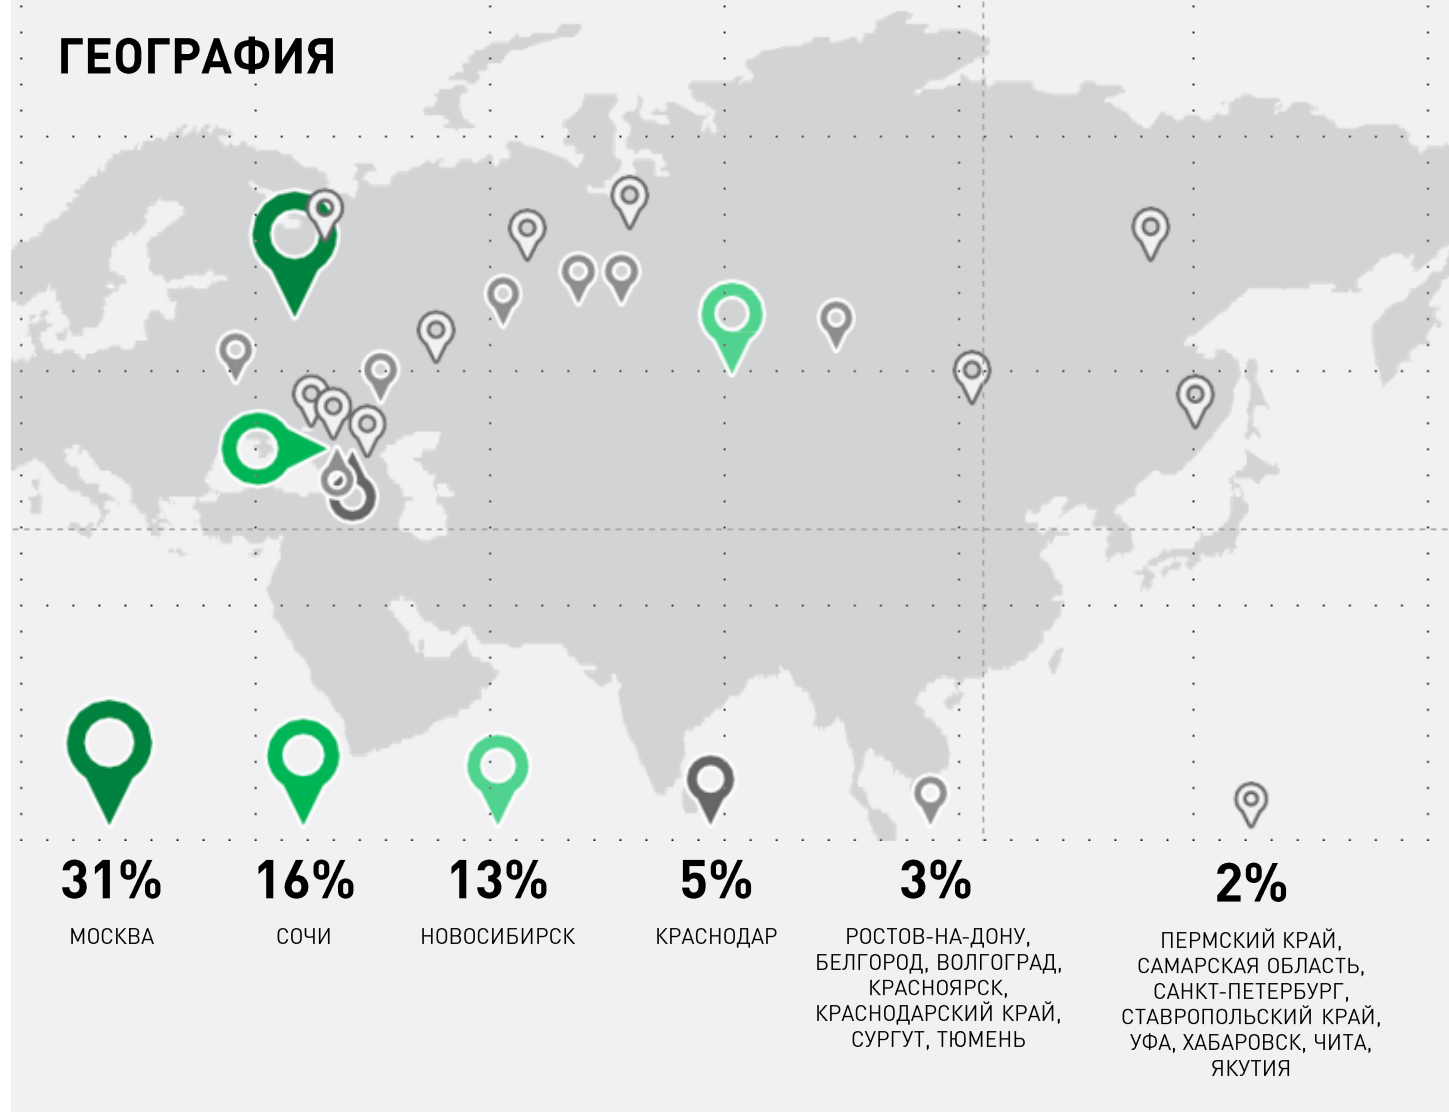 ГЕОГРАФИЯ
31%
МОСКВА
16%
СОЧИ
13%
НОВОСИБИРСК
5%
КРАСНОДАР
3%
РОСТОВ-НА-ДОНУ,
БЕЛГОРОД, ВОЛГОГРАД,
КРАСНОЯРСК,
КРАСНОДАРСКИЙ КРАЙ,
СУРГУТ, ТЮМЕНЬ
2%
ПЕРМСКИЙ КРАЙ,
САМАРСКАЯ ОБЛАСТЬ,
САНКТ-ПЕТЕРБУРГ,
СТАВРОПОЛЬСКИЙ КРАЙ,
УФА, ХАБАРОВСК, ЧИТА,
ЯКУТИЯ